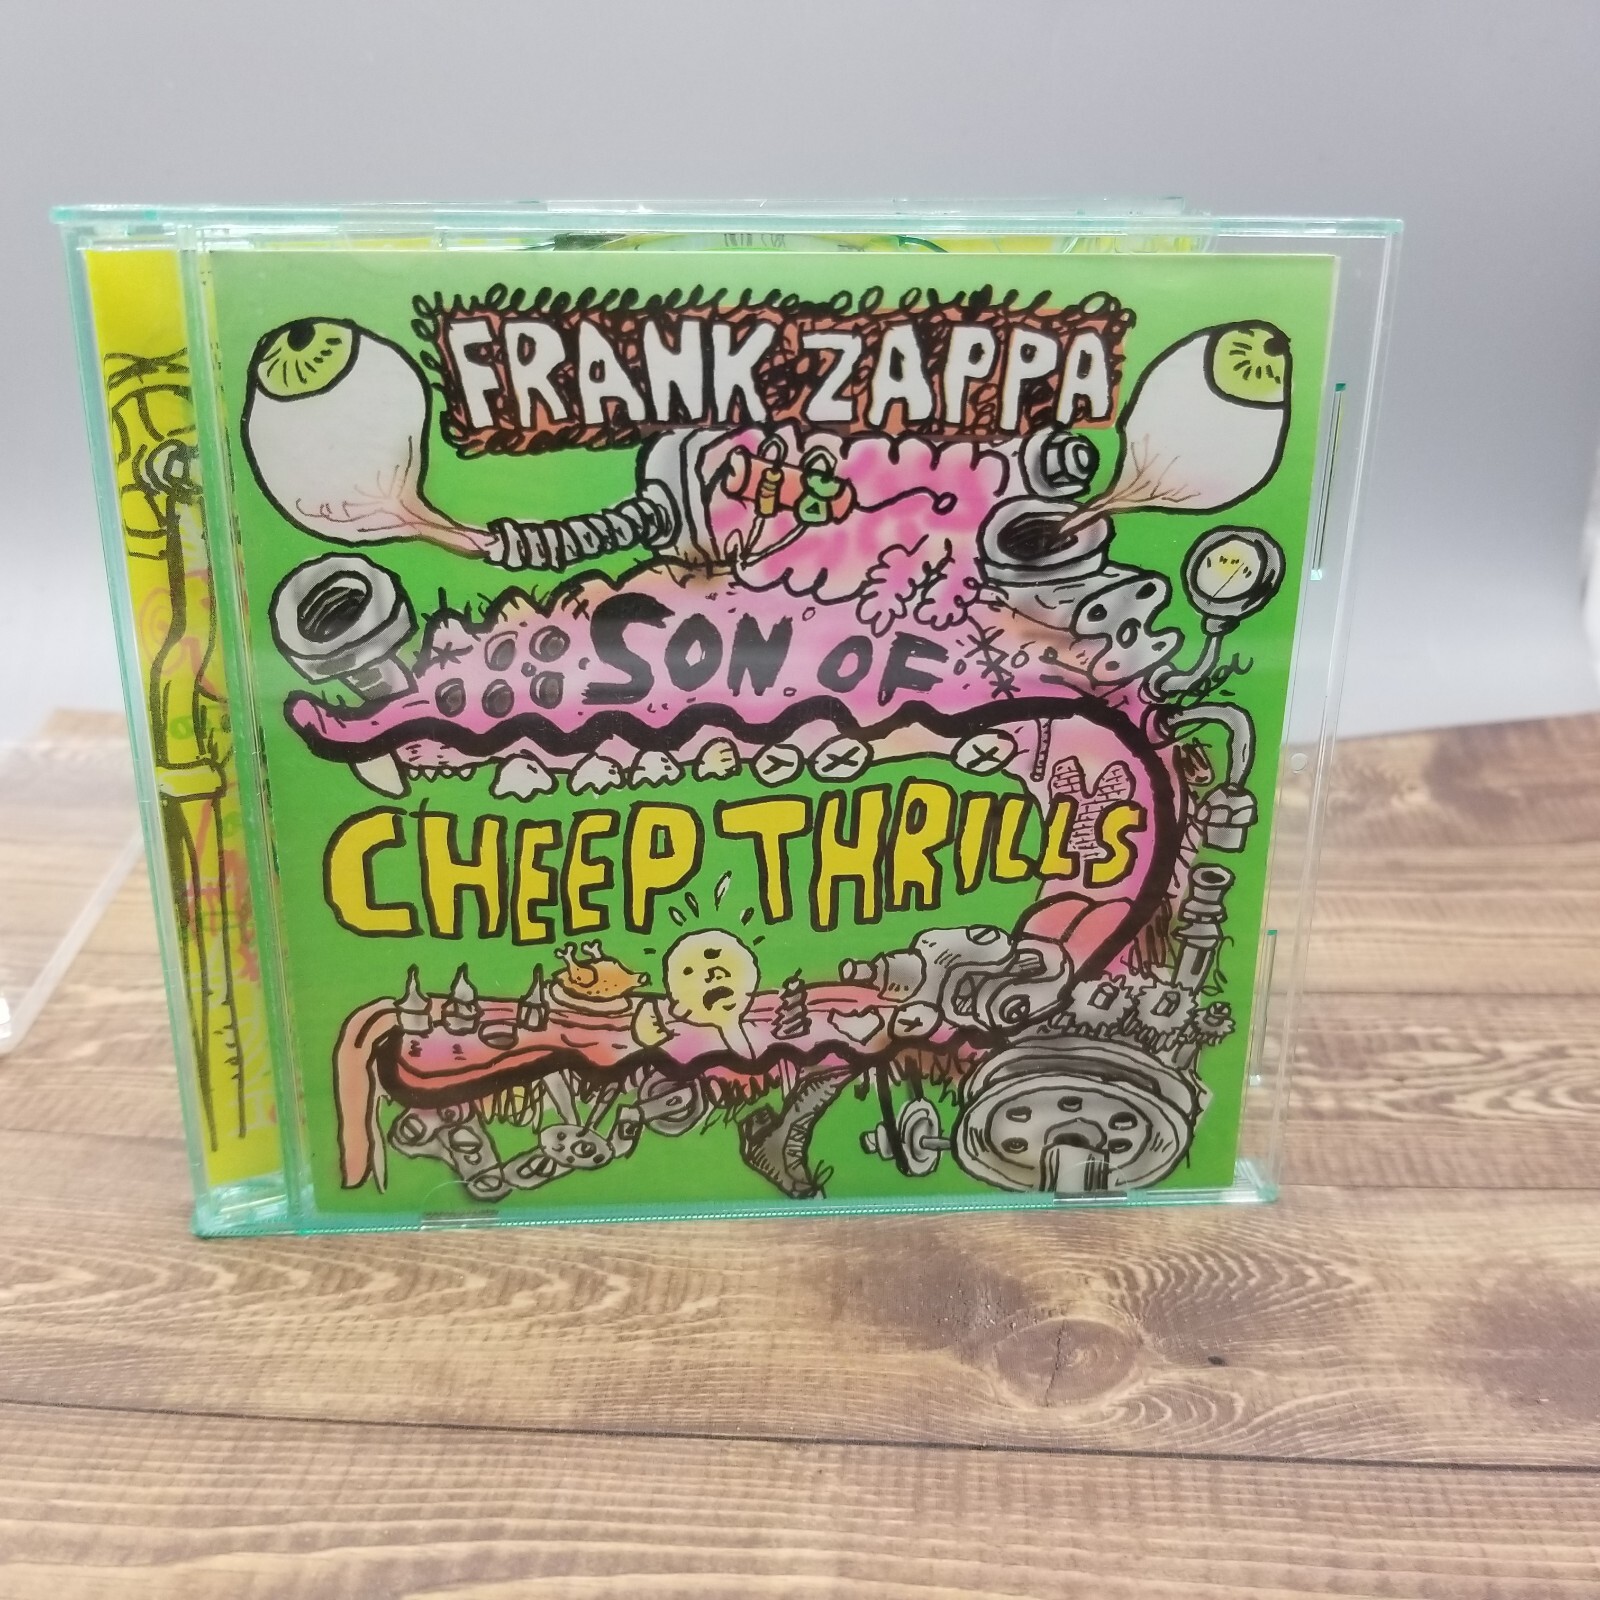 FRANK ZAPPA
SON OF
CHEEP THRILLS